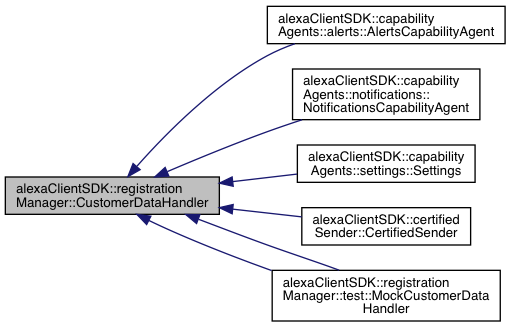 alexaClientSDK::capability
Agents::alerts::AlertsCapabilityAgent
alexaClientSDK::capability
Agents::notifications::
NotificationsCapabilityAgent
alexaClientSDK::capability
Agents::settings::Settings
alexaClientSDK::registration
Manager::CustomerDataHandler
alexaClientSDK::certified
Sender::CertifiedSender
alexaClientSDK::registration
Manager::test::MockCustomerData
Handler